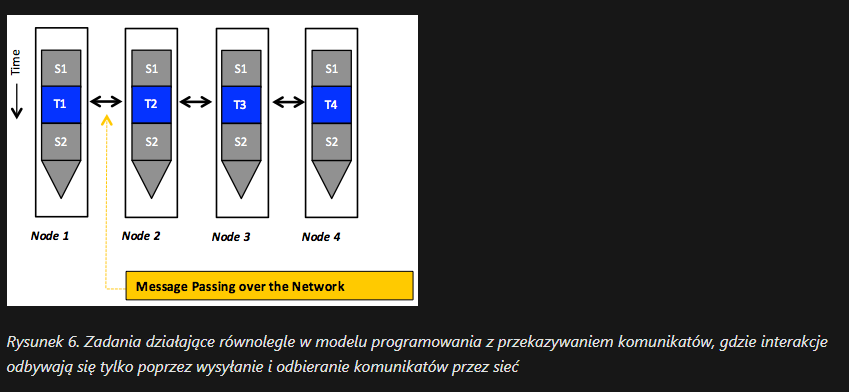 Time
S1 S1 S1 S1
T1 T2 T3 T4
S2 S2 S2 S2
Node 1 Node 2 Node 3 Node 4
Message Passing over the Network
Rysunek 6. Zadania działające równolegle w modelu programowania z przekazywaniem komunikatów, gdzie interakcje
odbywają się tylko poprzez wysyłanie i odbieranie komunikatów przez sieć